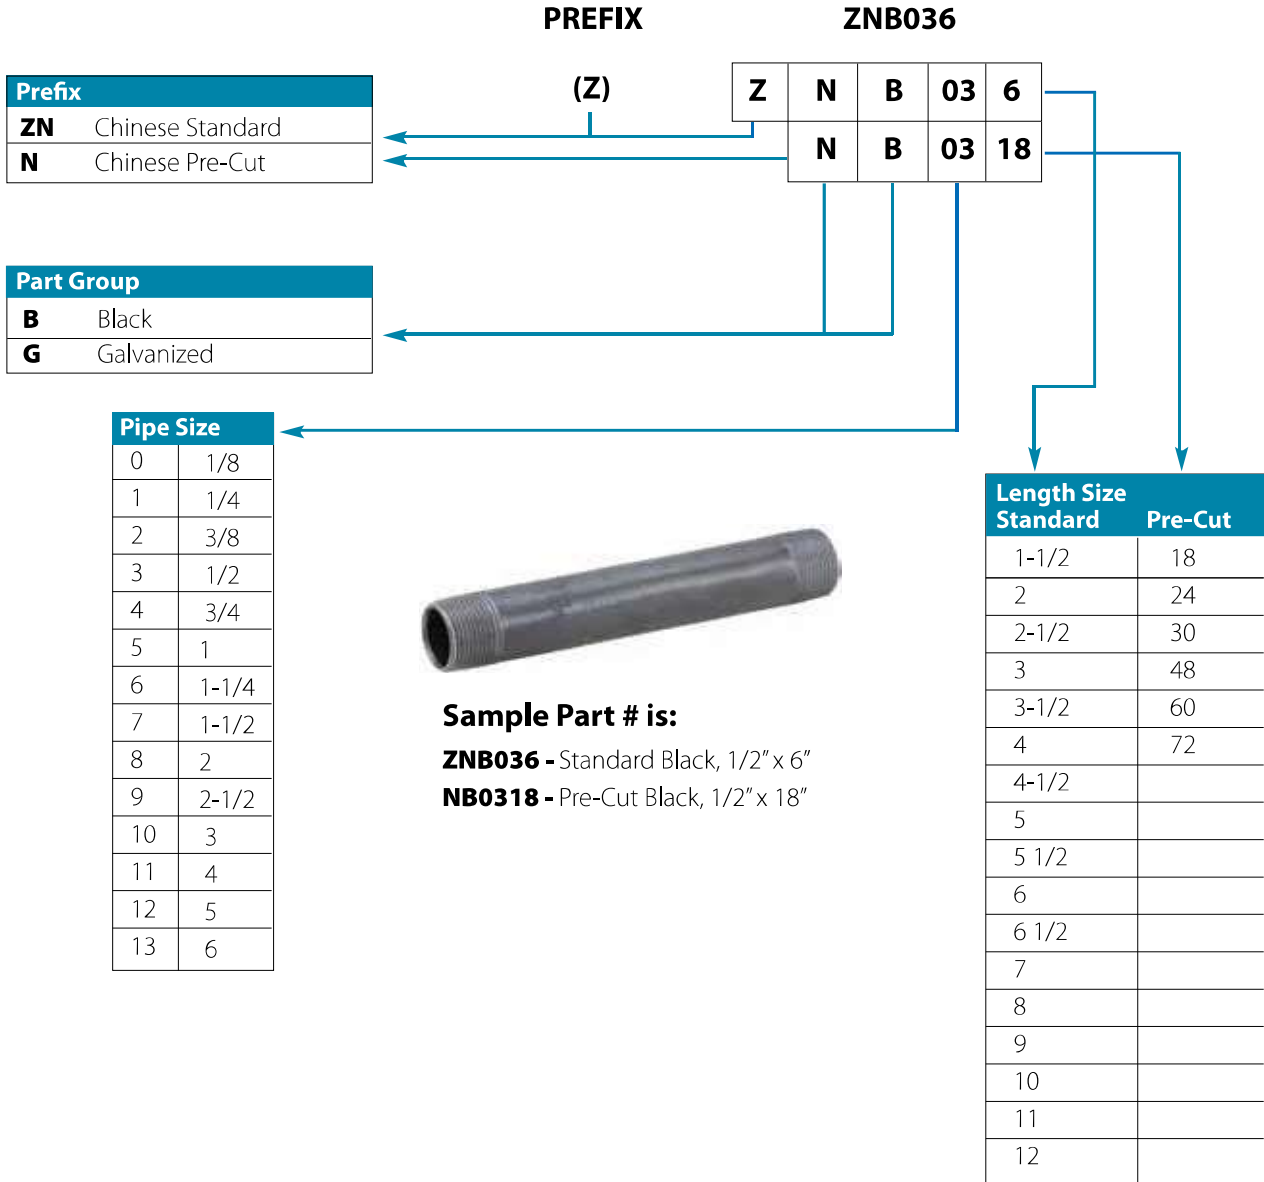 PREFIX ZNB036
Prefix
ZN Chinese Standard
N Chinese Pre-Cut
(Z)
Z N B 03 6
N B 03 18
Part Group
B Black
G Galvanized
Pipe Size
0 1/8
1 1/4
2 3/8
3 1/2
4 3/4
5 1
6 1-1/4
7 1-1/2
8 2
9 2-1/2
10 3
11 4
12 5
13 6
Sample Part # is:
ZNB036 - Standard Black, 1/2” x 6”
NB0318 - Pre-Cut Black, 1/2” x 18”
Length Size
Standard Pre-Cut
1-1/2 18
2 24
2-1/2 30
3 48
3-1/2 60
4 72
4-1/2
5
5 1/2
6
6 1/2
7
8
9
10
11
12